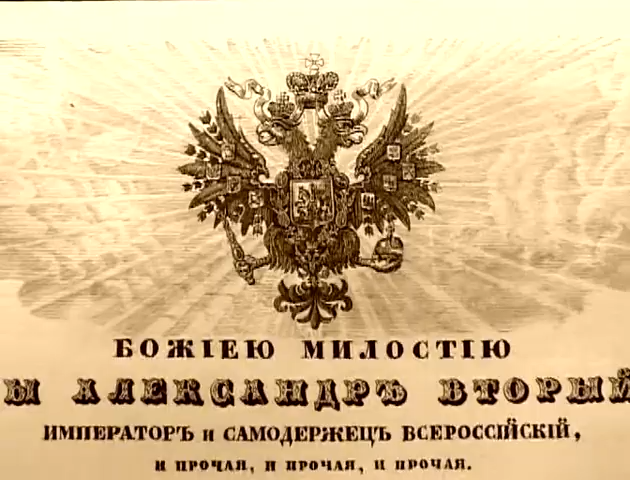 БОЖІЕЮ МИЛОСТІЮ
Ы АЛЕКСАНДРЪ ВТОРЫЙ
ИМПЕРАТОРЪ и САМОДЕРЖЕЦЪ ВСЕРОССІЙСКІЙ,
и прочая, и прочая, и прочая.